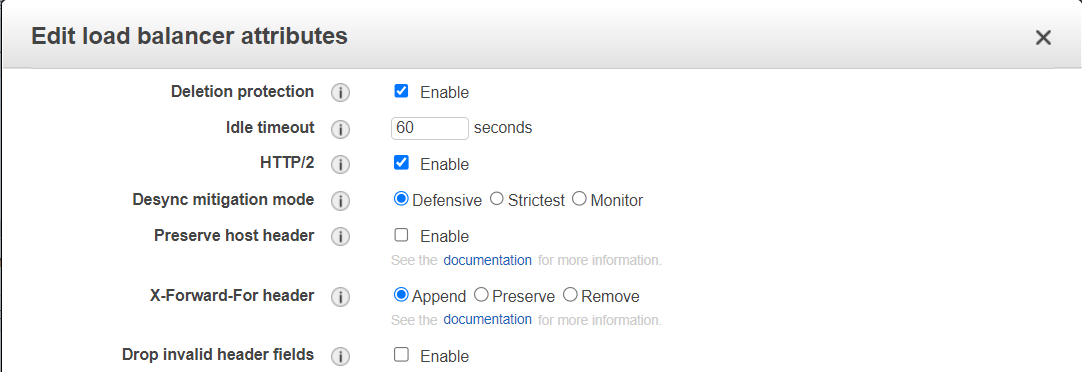 Edit load balancer attributes
Deletion protection Enable
Idle timeout 60 seconds
HTTP/2 Enable
Desync mitigation mode Defensive Strictest Monitor
Preserve host header Enable
See the documentation for more information.
X-Forward-For header Append Preserve Remove
See the documentation for more information.
Drop invalid header fields Enable